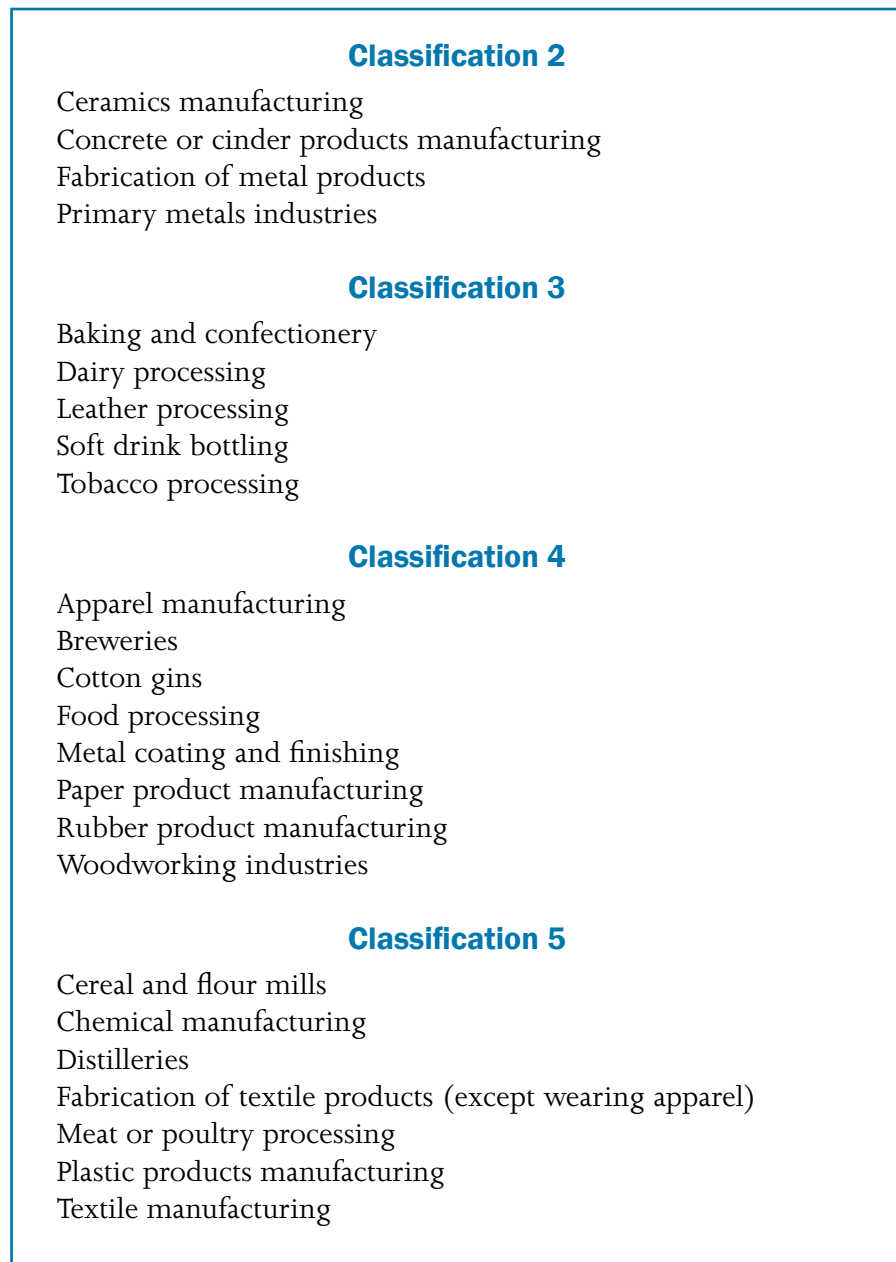 Classification 2
Ceramics manufacturing
Concrete or cinder products manufacturing
Fabrication of metal products
Primary metals industries
Classification 3
Baking and confectionery
Dairy processing
Leather processing
Soft drink bottling
Tobacco processing
Classification 4
Apparel manufacturing
Breweries
Cotton gins
Food processing
Metal coating and finishing
Paper product manufacturing
Rubber product manufacturing
Woodworking industries
Classification 5
Cereal and flour mills
Chemical manufacturing
Distilleries
Fabrication of textile products (except wearing apparel)
Meat or poultry processing
Plastic products manufacturing
Textile manufacturing